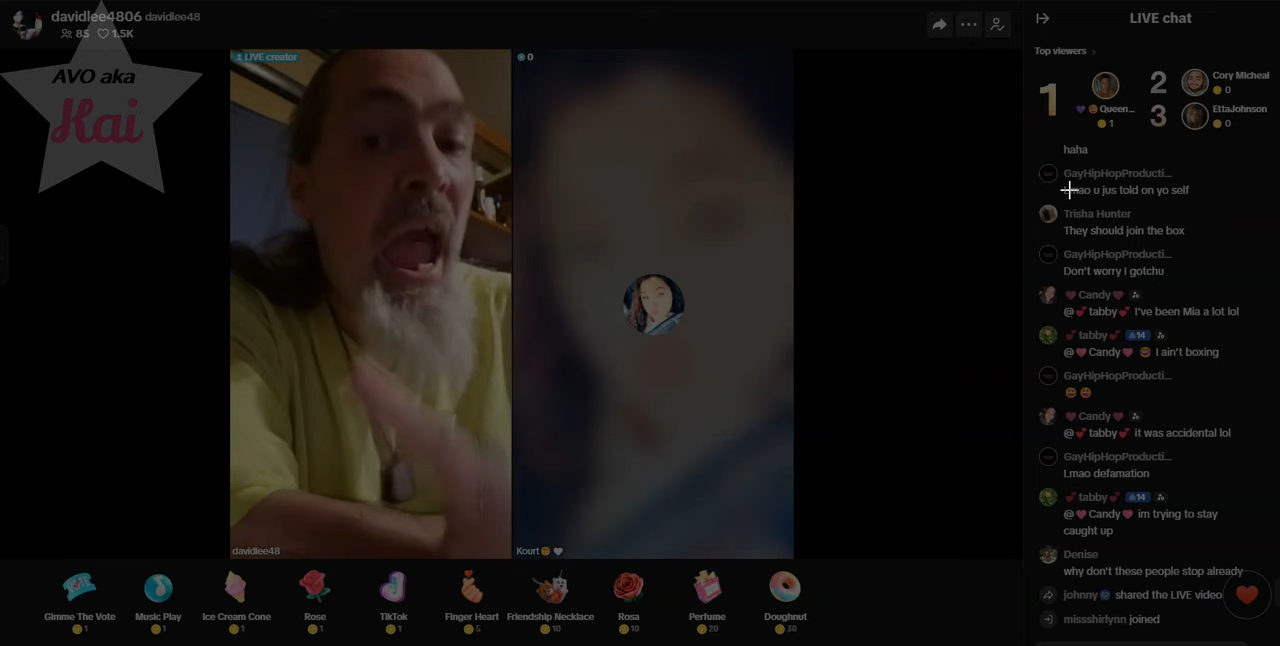 davidlee4806 davidlee48
85 1.5K
AVO aka
Kai
LIVE creator
0
davidlee48
Kourt
Gimme The Vote
1
Music Play
1
Ice Cream Cone
1
Rose
1
TikTok
1
Finger Heart
5
Friendship Necklace
10
Rosa
10
Perfume
20
Doughnut
30
LIVE chat
Top viewers
1
Queen...
1
2
Cory Micheal
0
3
EttaJohnson
0
haha
GayHipHopProducti...
Lmao u jus told on yo self
Trisha Hunter
They should join the box
GayHipHopProducti...
Don't worry I gotchu
Candy
@💕tabby💕 I've been Mia a lot lol
tabby 14
@❤Candy❤ 😂 I ain't boxing
GayHipHopProducti...
😂 😂
Candy
@💕tabby💕 it was accidental lol
GayHipHopProducti...
Lmao defamation
tabby 14
@❤Candy❤ im trying to stay
caught up
Denise
why don't these people stop already
johnny shared the LIVE video
missshirlynn joined